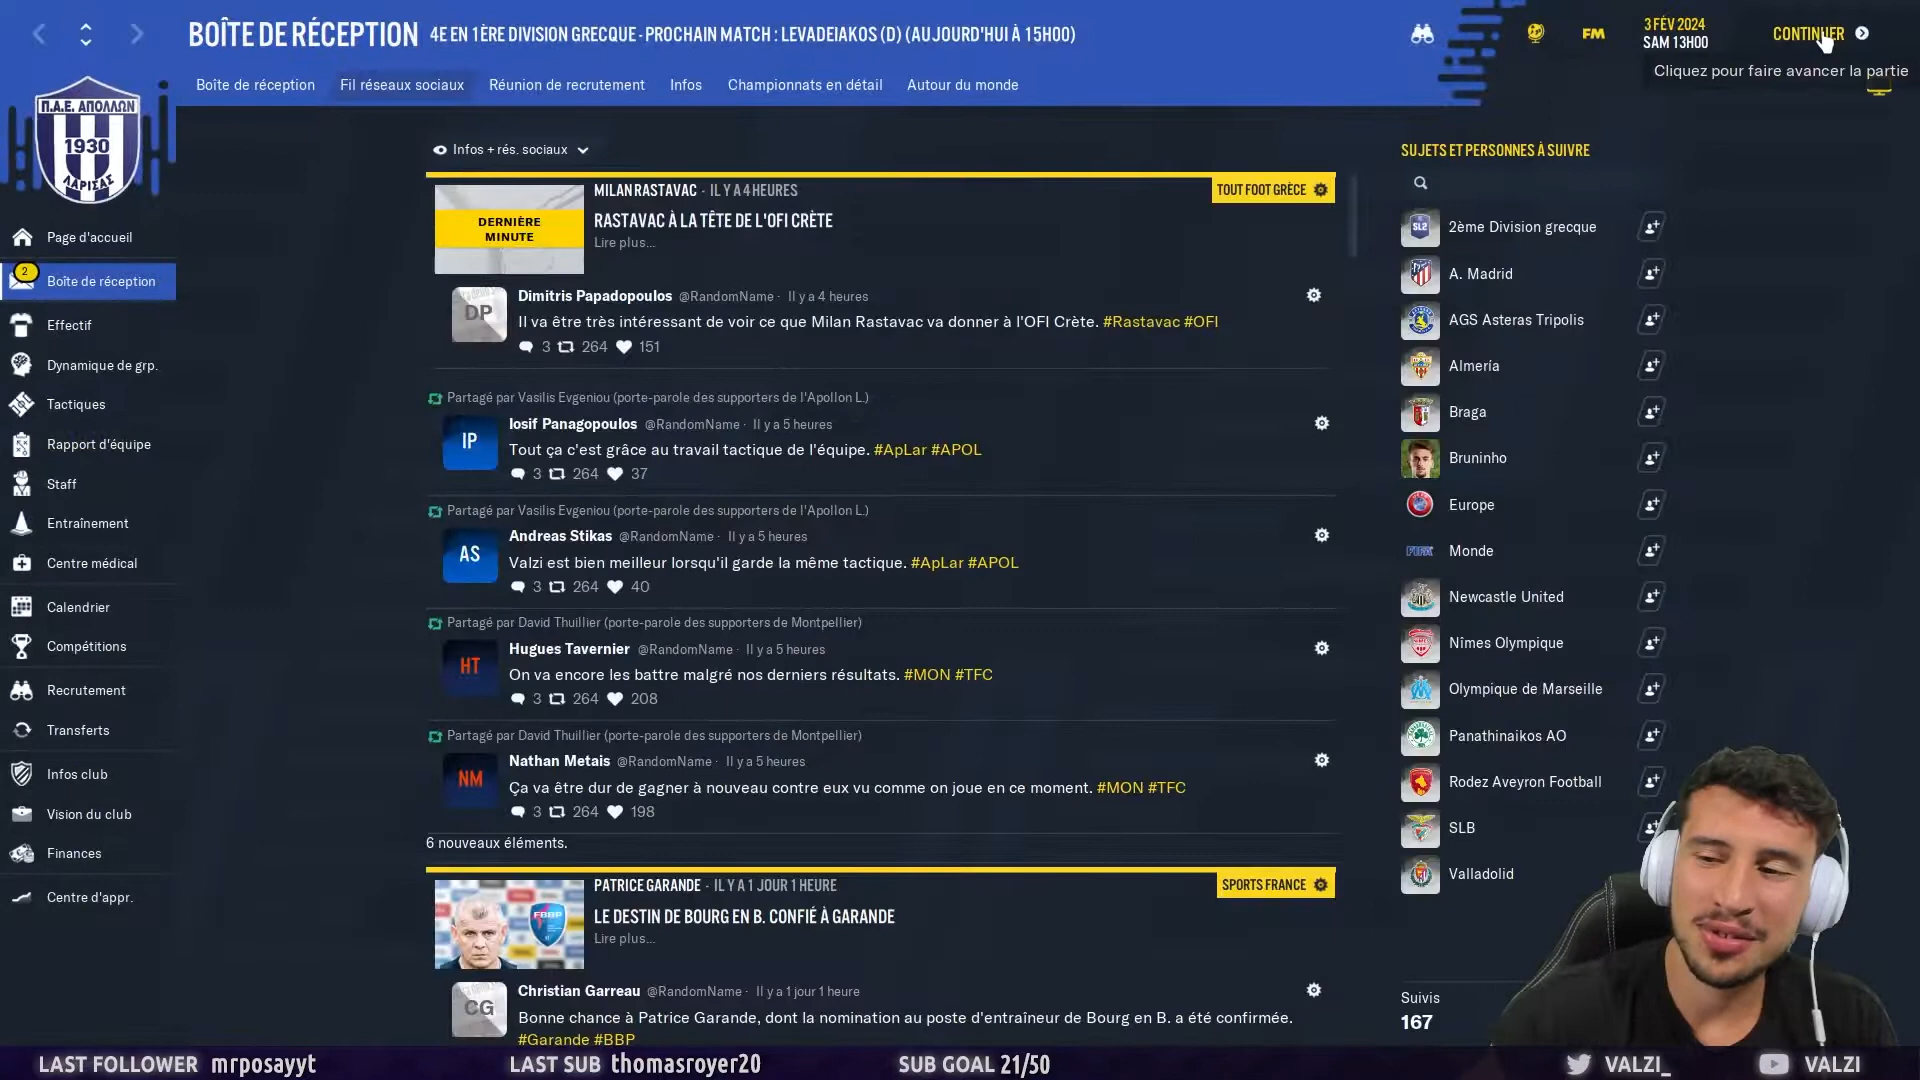 BOÎTE DE RÉCEPTION 4E EN 1ÈRE DIVISION GRECQUE - PROCHAIN MATCH : LEVADEIAKOS (D) (AUJOURD'HUI À 15H00)
FM
3 FÉV 2024
SAM 13H00
CONTINUER
Cliquez pour faire avancer la partie
Boîte de réception Fil réseaux sociaux Réunion de recrutement Infos Championnats en détail Autour du monde
Π.Α.Ε. ΑΠΟΛΛΩΝ
1930
ΛΑΡΙΣΑΣ
Page d'accueil
2
Boîte de réception
Effectif
Dynamique de grp.
Tactiques
Rapport d'équipe
Staff
Entraînement
Centre médical
Calendrier
Compétitions
Recrutement
Transferts
Infos club
Vision du club
Finances
Centre d'appr.
Infos + rés. sociaux
DERNIÈRE
MINUTE
MILAN RASTAVAC - IL Y A 4 HEURES
TOUT FOOT GRÈCE
RASTAVAC À LA TÊTE DE L'OFI CRÈTE
Lire plus...
DP
Dimitris Papadopoulos @RandomName · Il y a 4 heures
Il va être très intéressant de voir ce que Milan Rastavac va donner à l'OFI Crète. #Rastavac #OFI
3 264 151
Partagé par Vasilis Evgeniou (porte-parole des supporters de l'Apollon L.)
IP
Iosif Panagopoulos @RandomName · Il y a 5 heures
Tout ça c'est grâce au travail tactique de l'équipe. #ApLar #APOL
3 264 37
Partagé par Vasilis Evgeniou (porte-parole des supporters de l'Apollon L.)
AS
Andreas Stikas @RandomName · Il y a 5 heures
Valzi est bien meilleur lorsqu'il garde la même tactique. #ApLar #APOL
3 264 40
Partagé par David Thuillier (porte-parole des supporters de Montpellier)
HT
Hugues Tavernier @RandomName · Il y a 5 heures
On va encore les battre malgré nos derniers résultats. #MON #TFC
3 264 208
Partagé par David Thuillier (porte-parole des supporters de Montpellier)
NM
Nathan Metais @RandomName · Il y a 5 heures
Ça va être dur de gagner à nouveau contre eux vu comme on joue en ce moment. #MON #TFC
3 264 198
6 nouveaux éléments.
PATRICE GARANDE - IL Y A 1 JOUR 1 HEURE
SPORTS FRANCE
FBBP
LE DESTIN DE BOURG EN B. CONFIÉ À GARANDE
Lire plus...
CG
Christian Garreau @RandomName · Il y a 1 jour 1 heure
Bonne chance à Patrice Garande, dont la nomination au poste d'entraîneur de Bourg en B. a été confirmée.
#Garande #BBP
SUJETS ET PERSONNES À SUIVRE
SL2
2ème Division grecque
A. Madrid
AGS Asteras Tripolis
Almería
Braga
Bruninho
Europe
FIFA
Monde
Newcastle United
Nîmes Olympique
Olympique de Marseille
Panathinaikos AO
Rodez Aveyron Football
SLB
Valladolid
Suivis
167
LAST FOLLOWER mrposayyt LAST SUB thomasroyer20 SUB GOAL 21/50 VALZI_ VALZI